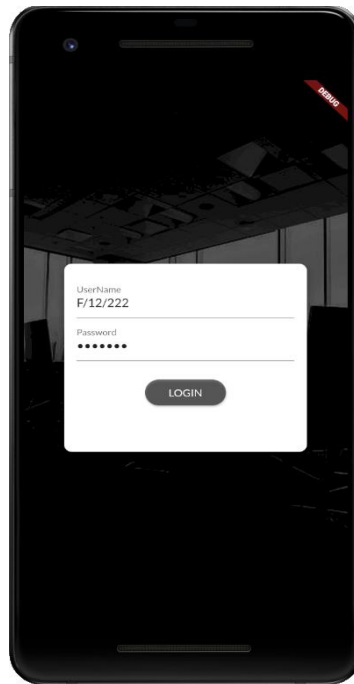 DEBUG
UserName
F/12/222
Password
•••••••
LOGIN